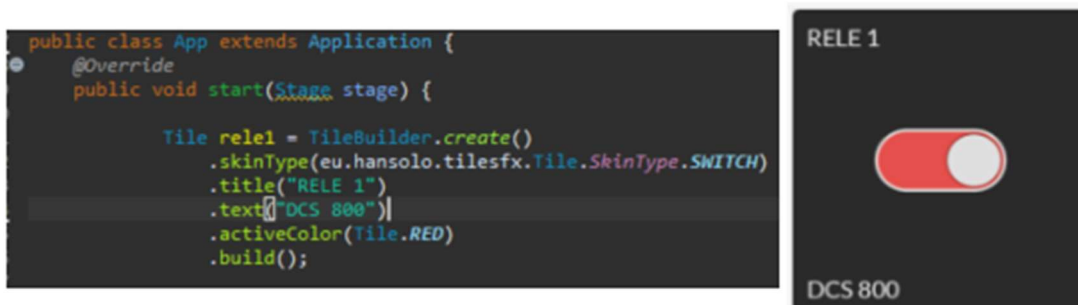 public class App extends Application {
@Override
public void start(Stage stage) {
Tile rele1 = TileBuilder.create()
.skinType(eu.hansolo.tilesfx.Tile.SkinType.SWITCH)
.title("RELE 1")
.text("DCS 800")
.activeColor(Tile.RED)
.build();
RELE 1
DCS 800